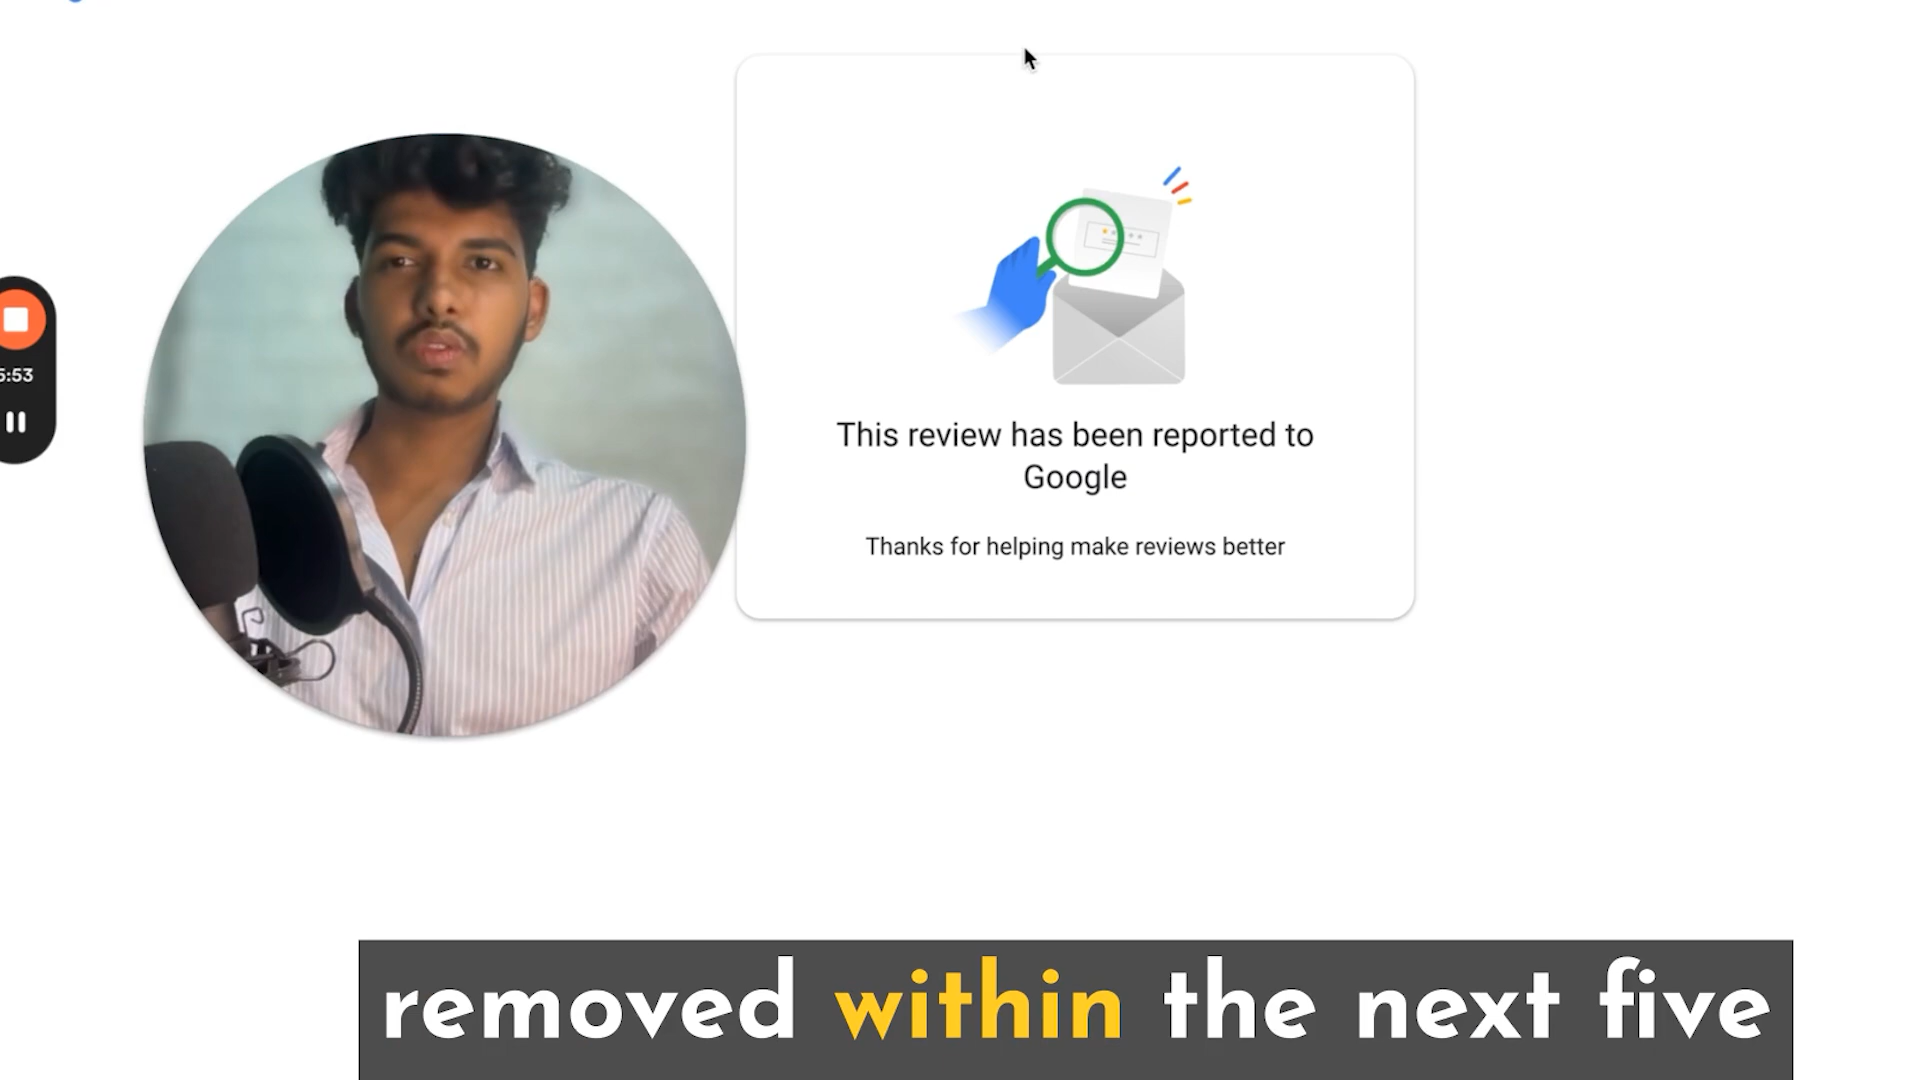 5:53
This review has been reported to
Google
Thanks for helping make reviews better
removed within the next five